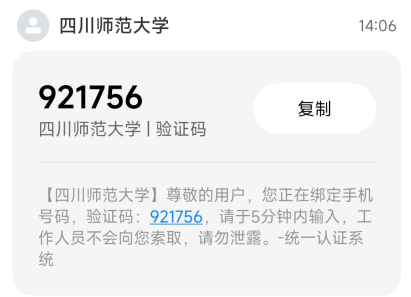 四川师范大学
14:06
921756
复制
四川师范大学 | 验证码
【四川师范大学】尊敬的用户，您正在绑定手机
号码，验证码：921756，请于5分钟内输入，工
作人员不会向您索取，请勿泄露。-统一认证系
统